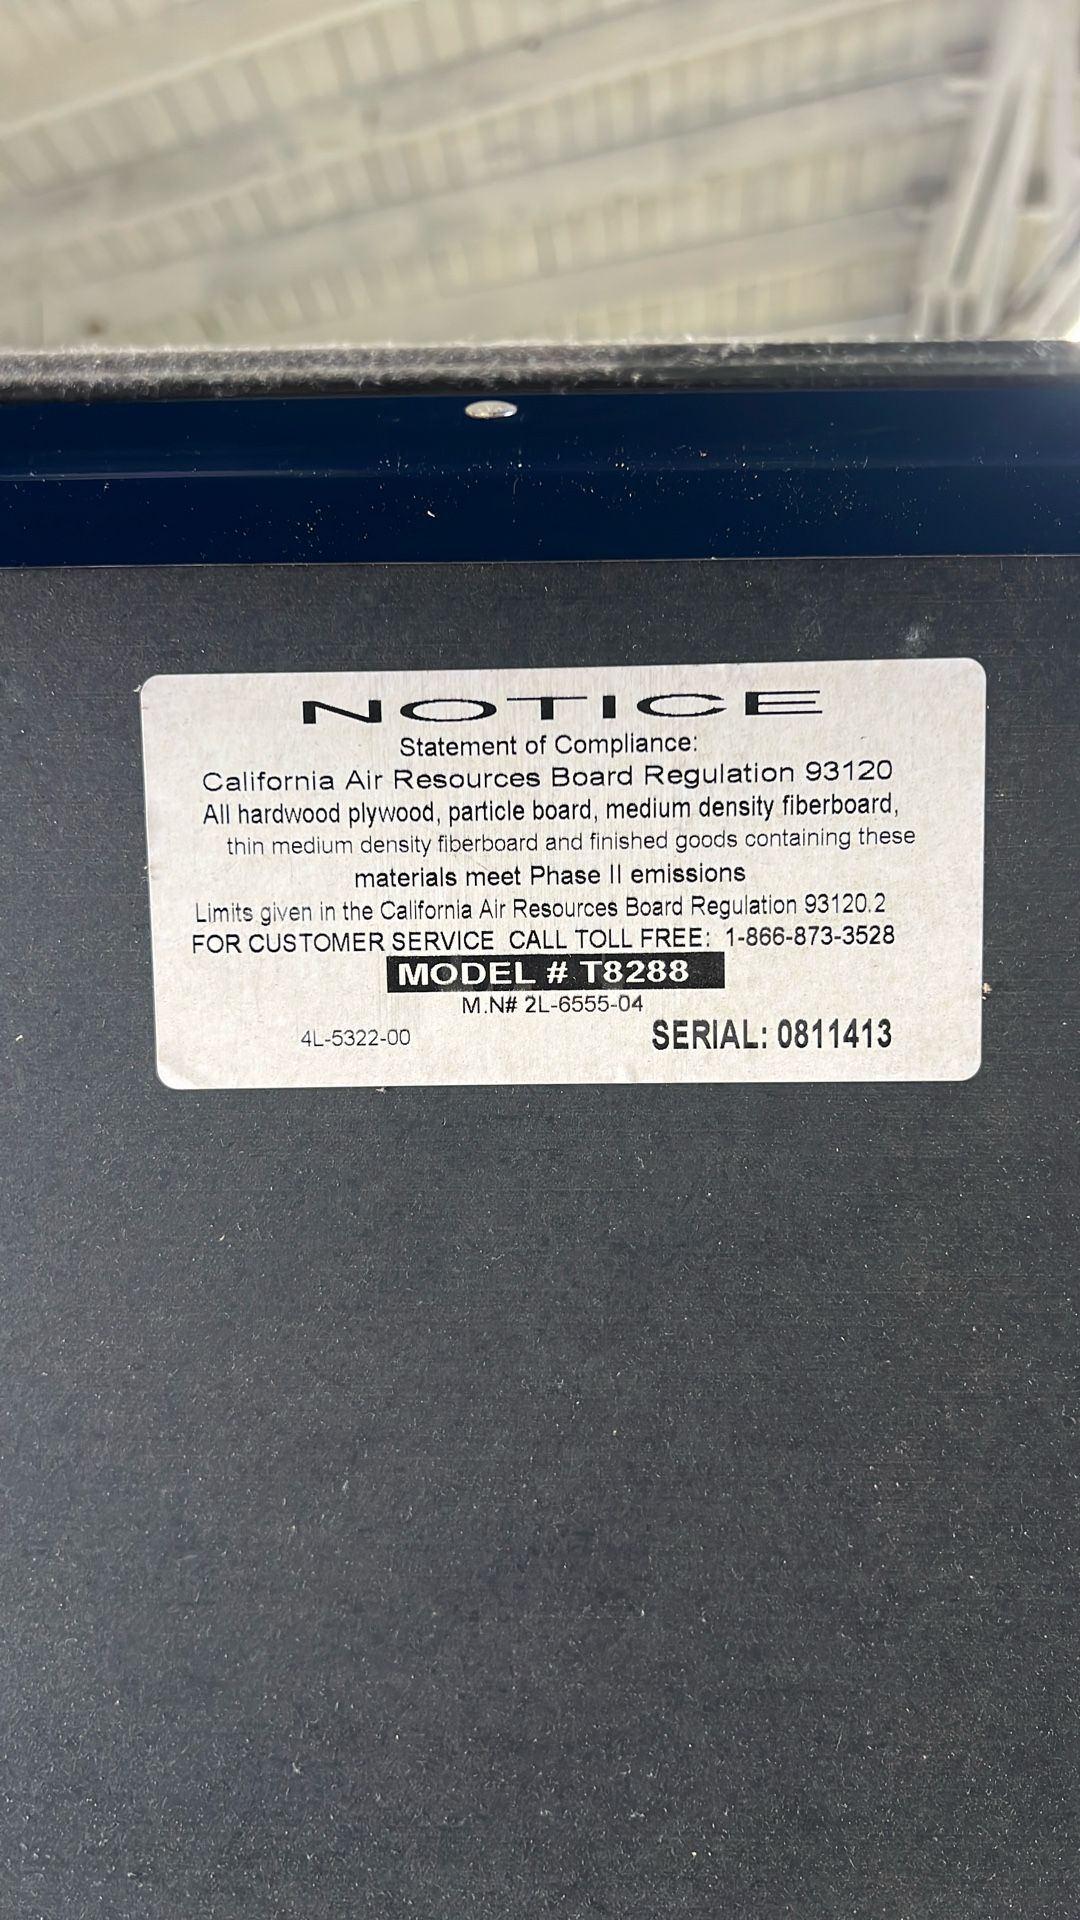 NOTICE
Statement of Compliance:
California Air Resources Board Regulation 93120
All hardwood plywood, particle board, medium density fiberboard,
thin medium density fiberboard and finished goods containing these
materials meet Phase II emissions
Limits given in the California Air Resources Board Regulation 93120.2
FOR CUSTOMER SERVICE CALL TOLL FREE: 1-866-873-3528
MODEL # T8288
M.N# 2L-6555-04
4L-5322-00 SERIAL: 0811413